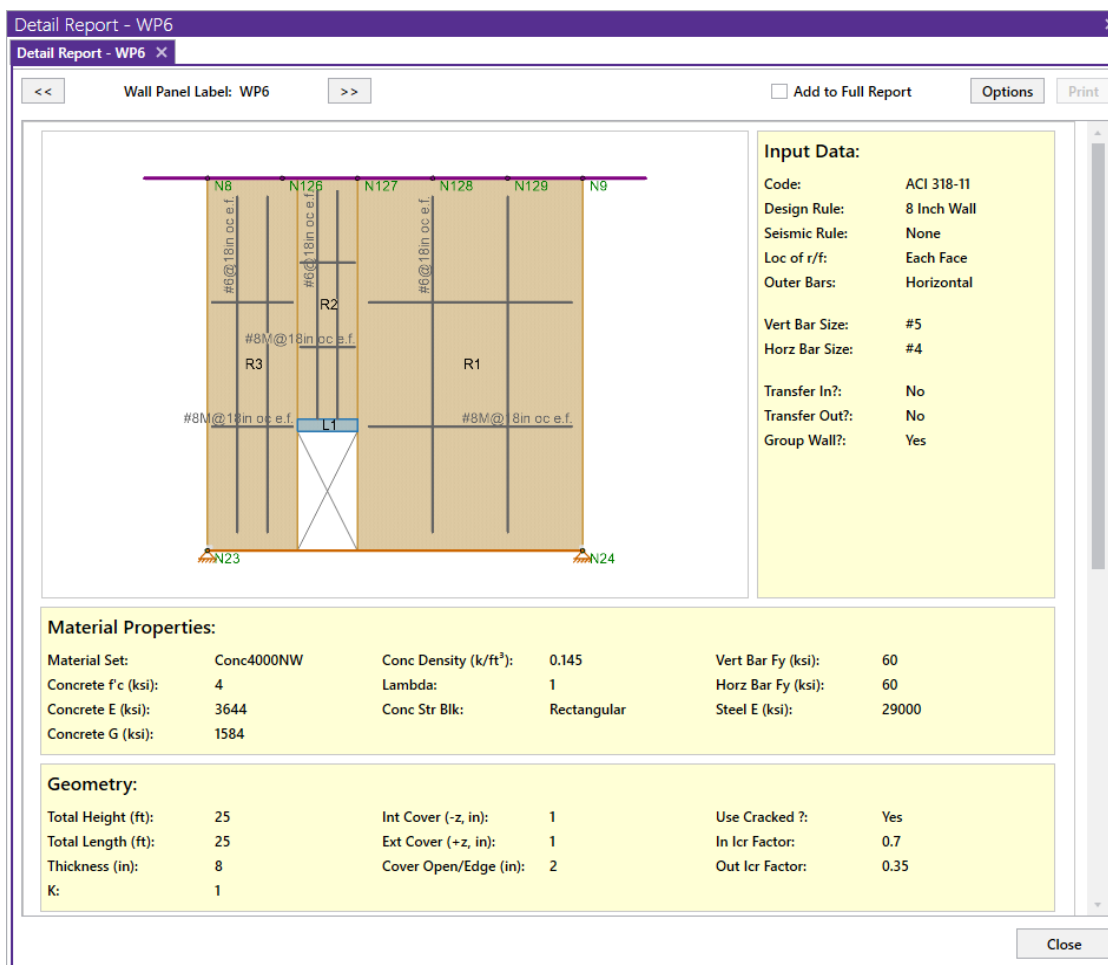 Detail Report - WP6
Detail Report - WP6 ×
<< Wall Panel Label: WP6 >> Add to Full Report Options Print
N8 N126 N127 N128 N129 N9
#6@18in oc e.f.
#6@18in oc e.f.
#6@18in oc e.f.
R2
#8M@18in oc e.f.
R3 R1
#8M@18in oc e.f. L1 #8M@18in oc e.f.
N23 N24
Input Data:
Code: ACI 318-11
Design Rule: 8 Inch Wall
Seismic Rule: None
Loc of r/f: Each Face
Outer Bars: Horizontal
Vert Bar Size: #5
Horz Bar Size: #4
Transfer In?: No
Transfer Out?: No
Group Wall?: Yes
Material Properties:
Material Set: Conc4000NW Conc Density (k/ft³): 0.145 Vert Bar Fy (ksi): 60
Concrete f'c (ksi): 4 Lambda: 1 Horz Bar Fy (ksi): 60
Concrete E (ksi): 3644 Conc Str Blk: Rectangular Steel E (ksi): 29000
Concrete G (ksi): 1584
Geometry:
Total Height (ft): 25 Int Cover (-z, in): 1 Use Cracked ?: Yes
Total Length (ft): 25 Ext Cover (+z, in): 1 In Icr Factor: 0.7
Thickness (in): 8 Cover Open/Edge (in): 2 Out Icr Factor: 0.35
K: 1
Close